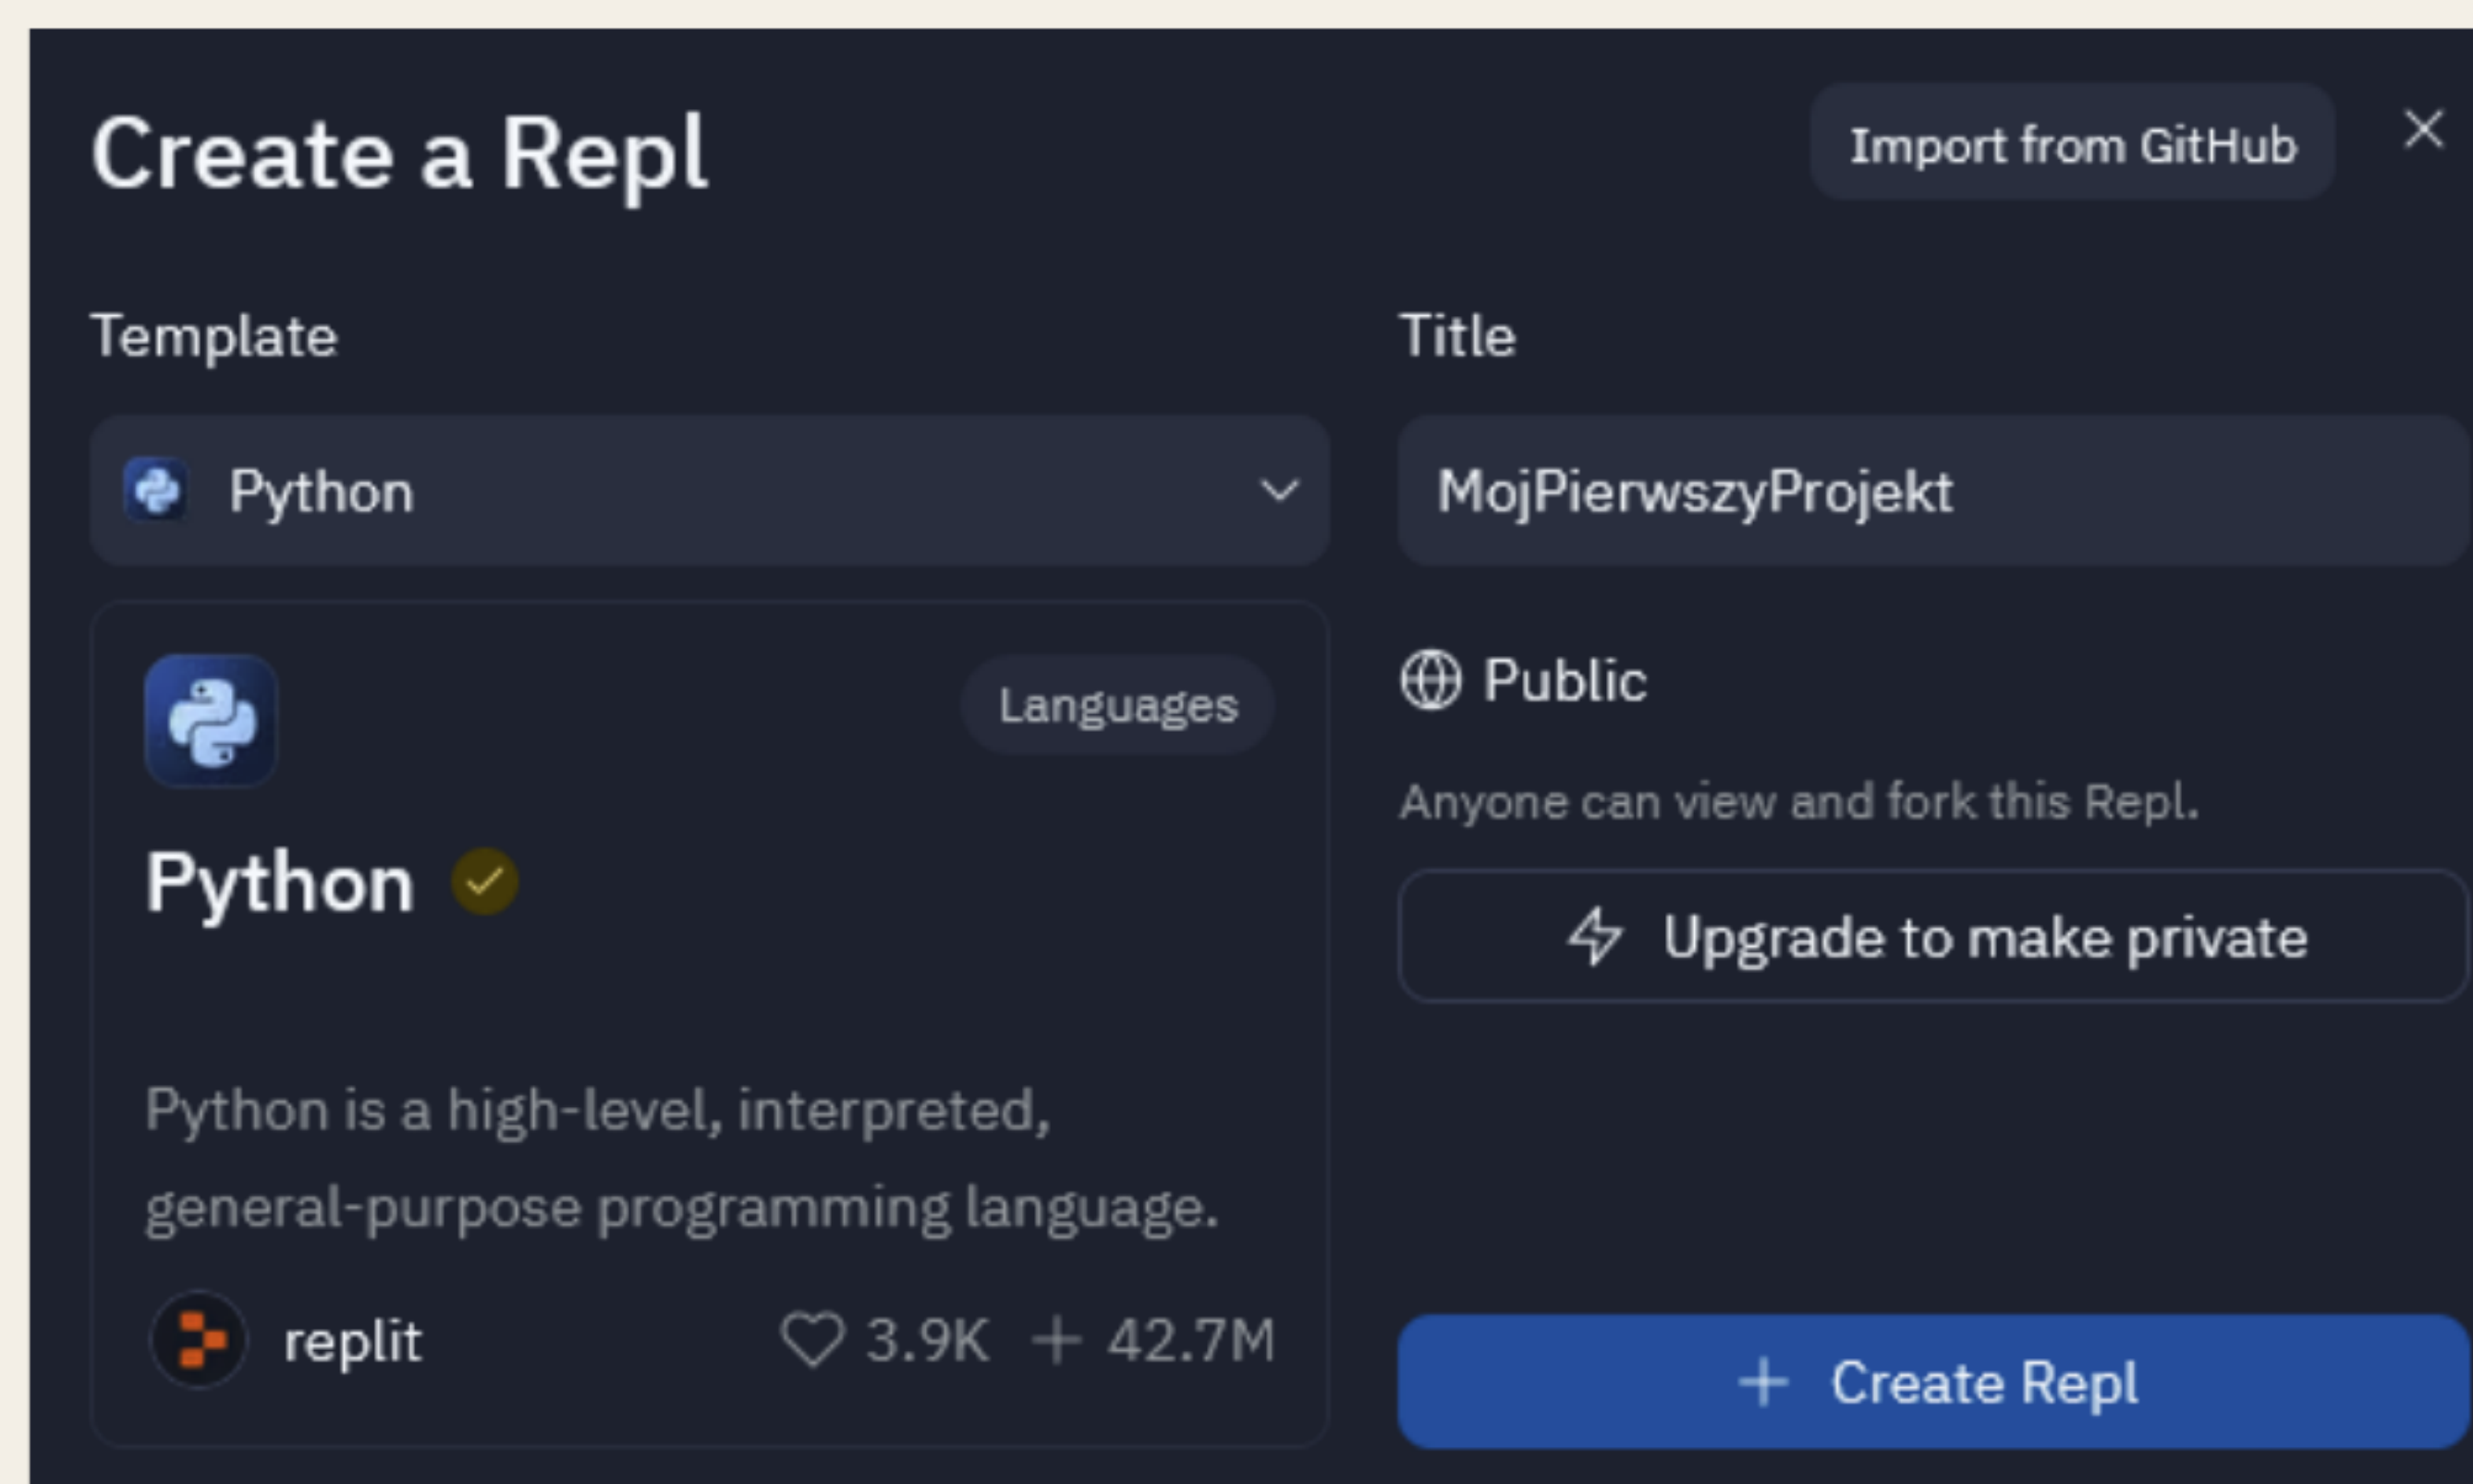 Create a Repl
Import from GitHub
Template
Python
Languages
Python
Python is a high-level, interpreted,
general-purpose programming language.
replit
3.9K
42.7M
Title
MojPierwszyProjekt
Public
Anyone can view and fork this Repl.
Upgrade to make private
Create Repl